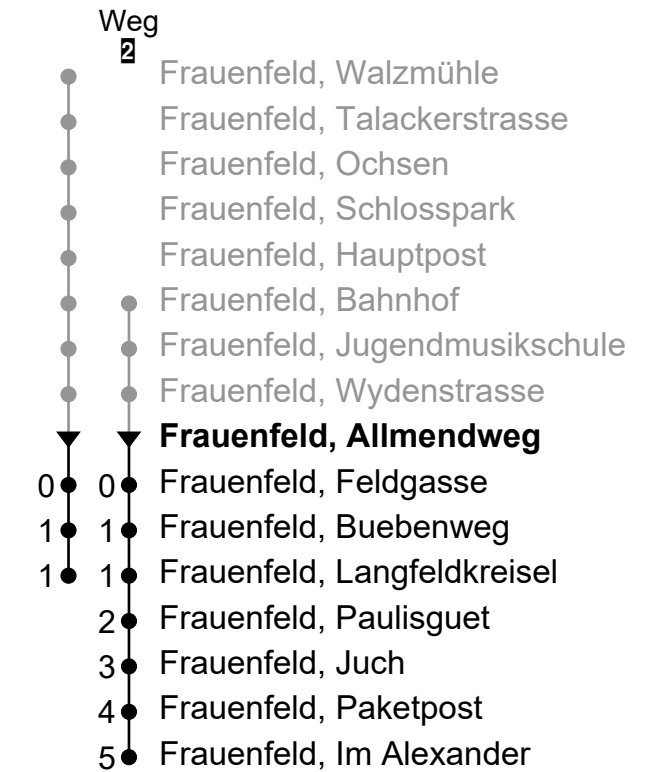 Weg
2
Frauenfeld, Walzmühle
Frauenfeld, Talackerstrasse
Frauenfeld, Ochsen
Frauenfeld, Schlosspark
Frauenfeld, Hauptpost
Frauenfeld, Bahnhof
Frauenfeld, Jugendmusikschule
Frauenfeld, Wydenstrasse
Frauenfeld, Allmendweg
0 0 Frauenfeld, Feldgasse
1 1 Frauenfeld, Buebenweg
1 1 Frauenfeld, Langfeldkreisel
2 Frauenfeld, Paulisguet
3 Frauenfeld, Juch
4 Frauenfeld, Paketpost
5 Frauenfeld, Im Alexander